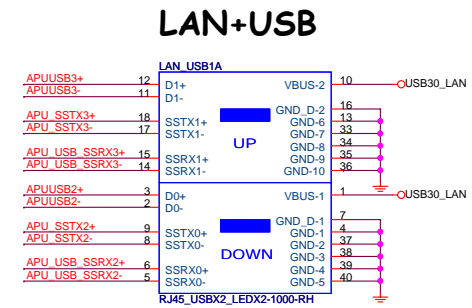 LAN+USB
LAN_USB1A
APUUSB3+ 12 D1+ VBUS-2 10 USB30_LAN
APUUSB3- 11 D1-
GND_D-2 16
APU_SSTX3+ 18 SSTX1+ GND-6 13
APU_SSTX3- 17 SSTX1- GND-7 33
UP GND-8 34
APU_USB_SSRX3+ 15 SSRX1+ GND-9 35
APU_USB_SSRX3- 14 SSRX1- GND-10 36
APUUSB2+ 3 D0+ VBUS-1 1 USB30_LAN
APUUSB2- 2 D0-
GND_D-1 7
APU_SSTX2+ 9 SSTX0+ GND-1 4
APU_SSTX2- 8 SSTX0- GND-2 37
DOWN GND-3 38
APU_USB_SSRX2+ 6 SSRX0+ GND-4 39
APU_USB_SSRX2- 5 SSRX0- GND-5 40
RJ45_USBX2_LEDX2-1000-RH